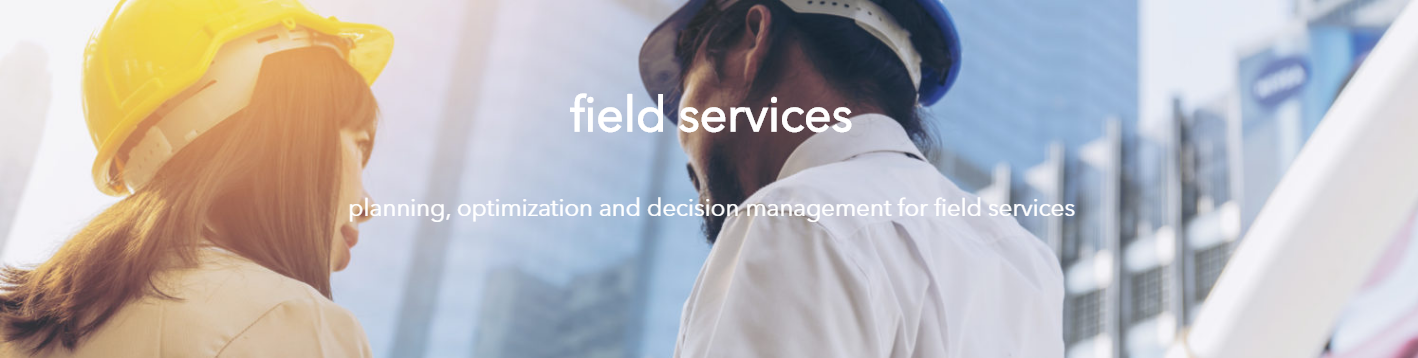 field services
planning, optimization and decision management for field services